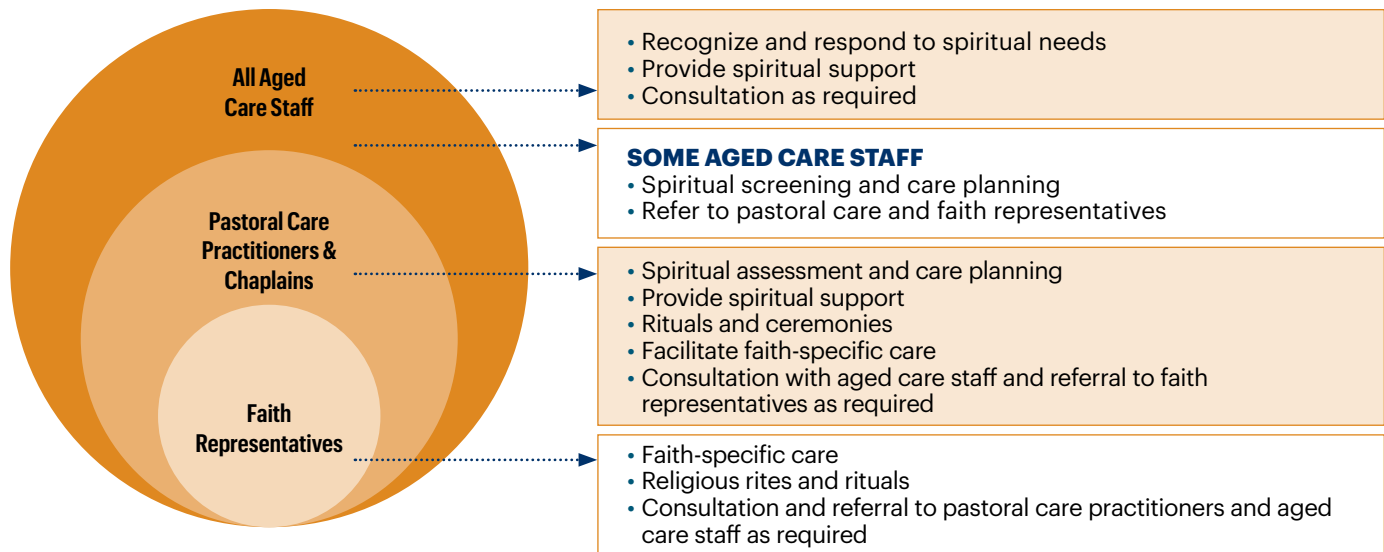 All Aged
Care Staff
Pastoral Care
Practitioners &
Chaplains
Faith
Representatives
• Recognize and respond to spiritual needs
• Provide spiritual support
• Consultation as required
SOME AGED CARE STAFF
• Spiritual screening and care planning
• Refer to pastoral care and faith representatives
• Spiritual assessment and care planning
• Provide spiritual support
• Rituals and ceremonies
• Facilitate faith-specific care
• Consultation with aged care staff and referral to faith
representatives as required
• Faith-specific care
• Religious rites and rituals
• Consultation and referral to pastoral care practitioners and aged
care staff as required